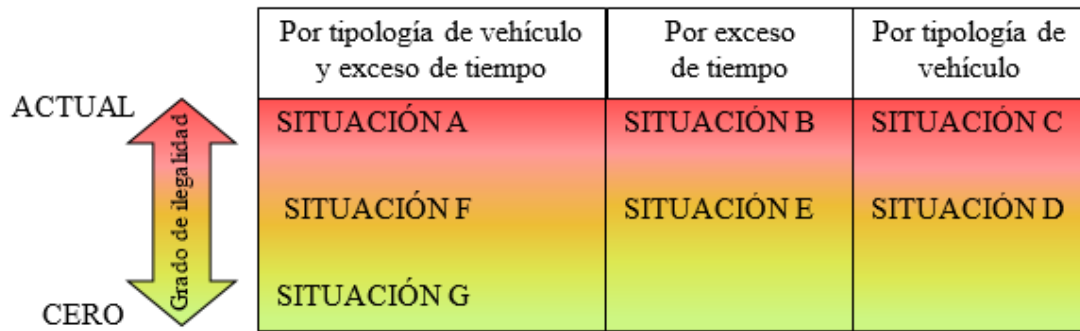 Por tipología de vehículo
y exceso de tiempo
Por exceso
de tiempo
Por tipología de
vehículo
ACTUAL
Grado de ilegalidad
CERO
SITUACIÓN A
SITUACIÓN B
SITUACIÓN C
SITUACIÓN F
SITUACIÓN E
SITUACIÓN D
SITUACIÓN G